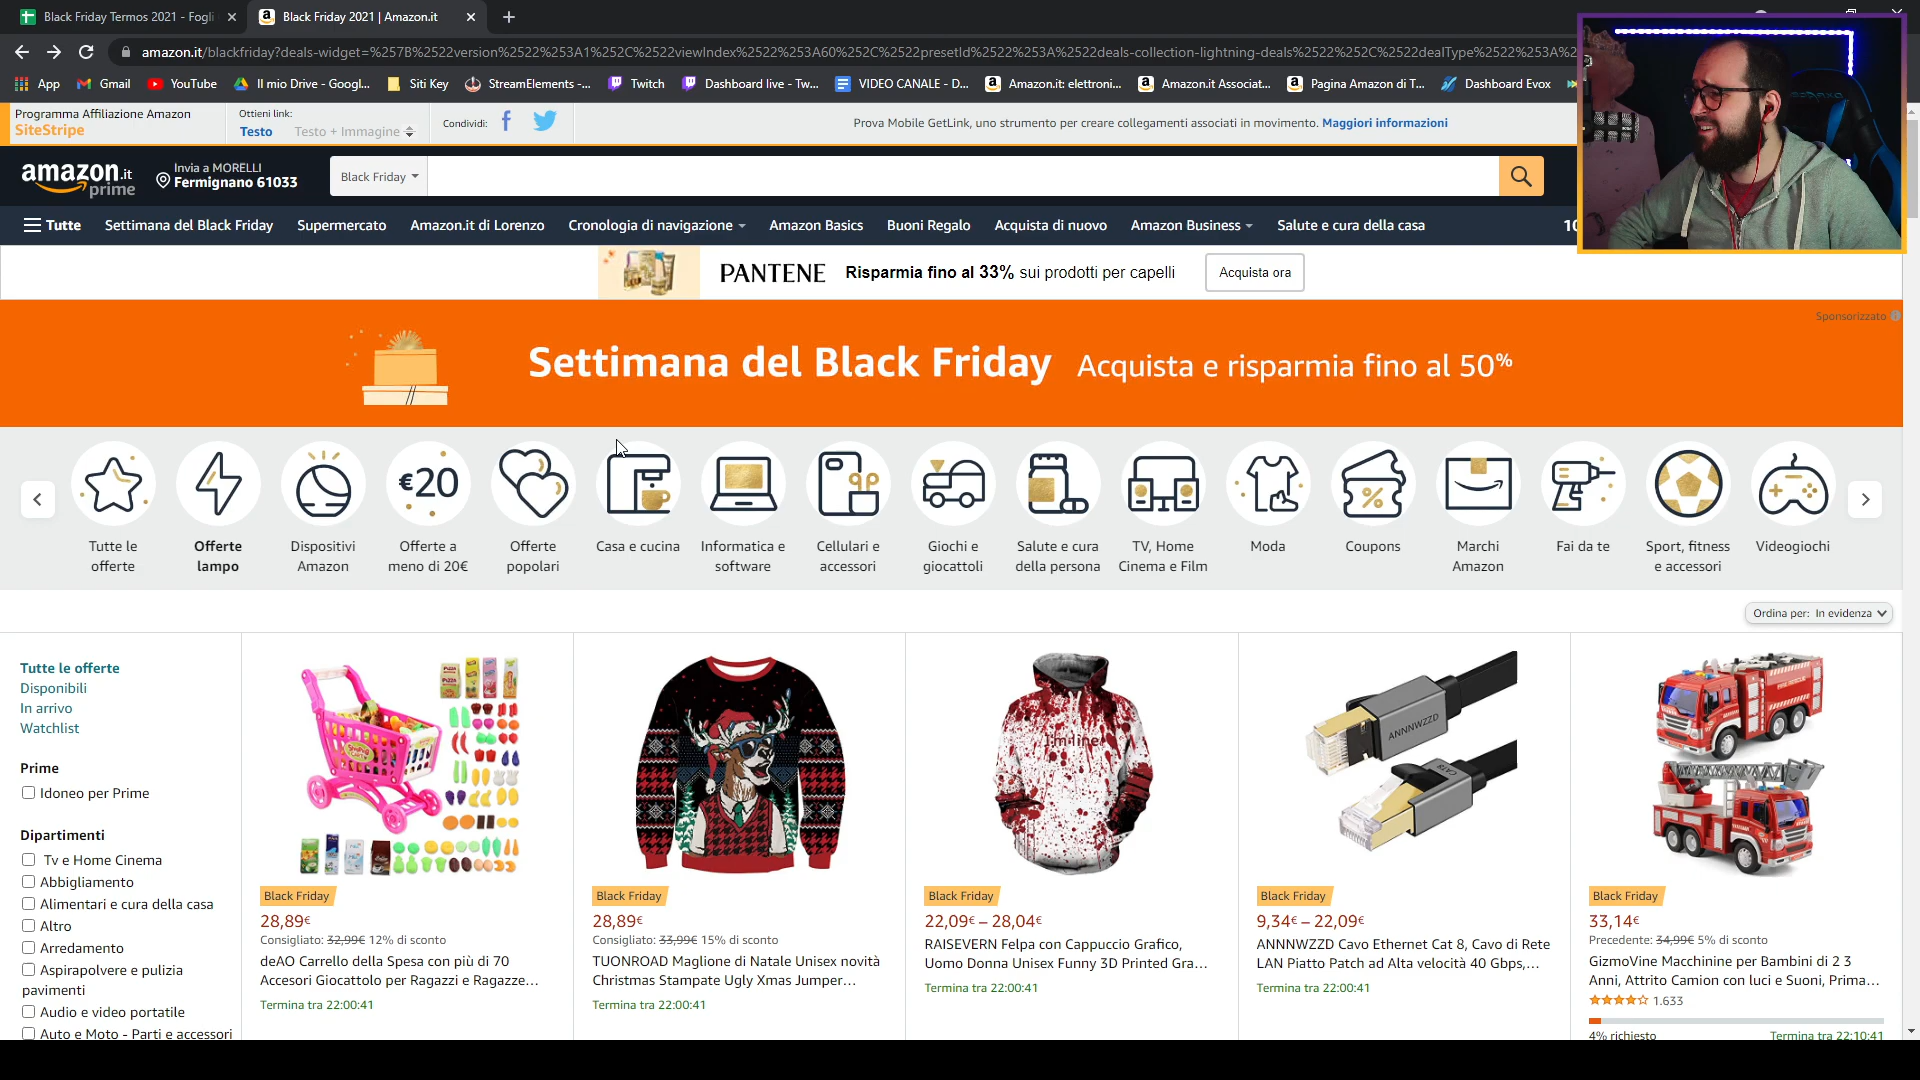 Black Friday Termos 2021 - Fogli
Black Friday 2021 | Amazon.it
amazon.it/blackfriday?deals-widget=%257B%2522version%2522%253A1%252C%2522viewIndex%2522%253A60%252C%2522presetId%2522%253A%2522deals-collection-lightning-deals%2522%252C%2522dealType%2522%253A%2
App
Gmail
YouTube
Il mio Drive - Googl...
Siti Key
StreamElements -...
Twitch
Dashboard live - Tw...
VIDEO CANALE - D...
Amazon.it: elettroni...
Amazon.it Associat...
Pagina Amazon di T...
Dashboard Evox
Programma Affiliazione Amazon
SiteStripe
Ottieni link:
Testo
Testo + Immagine
Condividi:
Prova Mobile GetLink, uno strumento per creare collegamenti associati in movimento. Maggiori informazioni
amazon.it
prime
Invia a MORELLI
Fermignano 61033
Black Friday
Tutte
Settimana del Black Friday
Supermercato
Amazon.it di Lorenzo
Cronologia di navigazione
Amazon Basics
Buoni Regalo
Acquista di nuovo
Amazon Business
Salute e cura della casa
10
PANTENE
Risparmia fino al 33% sui prodotti per capelli
Acquista ora
Sponsorizzato
Settimana del Black Friday Acquista e risparmia fino al 50%
€20
Tutte le
offerte
Offerte
lampo
Dispositivi
Amazon
Offerte a
meno di 20€
Offerte
popolari
Casa e cucina
Informatica e
software
Cellulari e
accessori
Giochi e
giocattoli
Salute e cura
della persona
TV, Home
Cinema e Film
Moda
Coupons
Marchi
Amazon
Fai da te
Sport, fitness
e accessori
Videogiochi
Ordina per: In evidenza
Tutte le offerte
Disponibili
In arrivo
Watchlist
Prime
Idoneo per Prime
Dipartimenti
Tv e Home Cinema
Abbigliamento
Alimentari e cura della casa
Altro
Arredamento
Aspirapolvere e pulizia
pavimenti
Audio e video portatile
Auto e Moto - Parti e accessori
Black Friday
28,89€
Consigliato: 32,99€ 12% di sconto
deAO Carrello della Spesa con più di 70
Accesori Giocattolo per Ragazzi e Ragazze...
Termina tra 22:00:41
Black Friday
28,89€
Consigliato: 33,99€ 15% di sconto
TUONROAD Maglione di Natale Unisex novità
Christmas Stampate Ugly Xmas Jumper...
Termina tra 22:00:41
I'm fine
Black Friday
22,09€ – 28,04€
RAISEVERN Felpa con Cappuccio Grafico,
Uomo Donna Unisex Funny 3D Printed Gra...
Termina tra 22:00:41
ANNNWZZD
CAT8
Black Friday
9,34€ – 22,09€
ANNNWZZD Cavo Ethernet Cat 8, Cavo di Rete
LAN Piatto Patch ad Alta velocità 40 Gbps,...
Termina tra 22:00:41
Black Friday
33,14€
Precedente: 34,99€ 5% di sconto
GizmoVine Macchinine per Bambini di 2 3
Anni, Attrito Camion con luci e Suoni, Prima...
1.633
4% richiesto
Termina tra 22:10:41